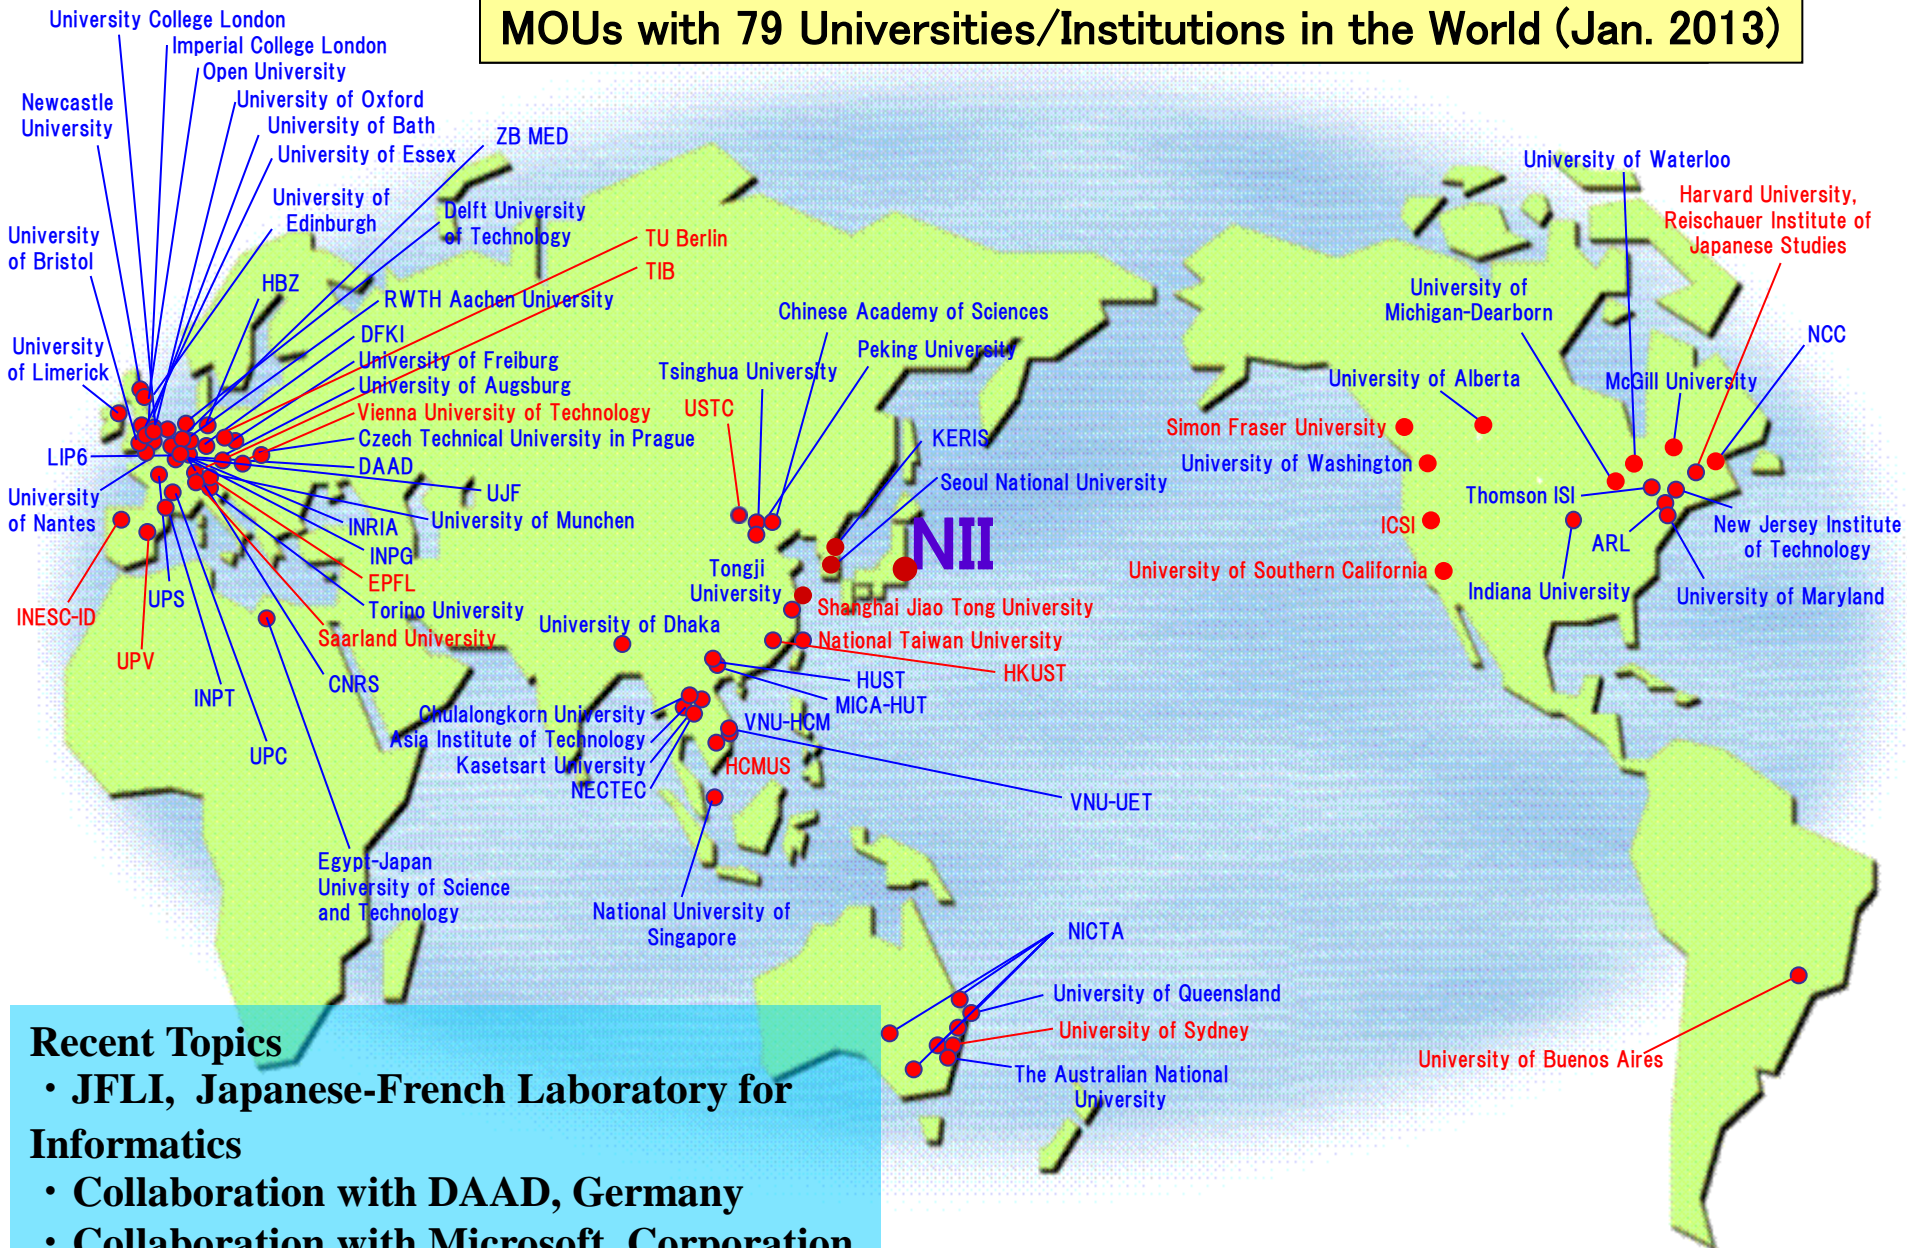 MOUs with 79 Universities/Institutions in the World (Jan. 2013)
University College London
Imperial College London
Open University
University of Oxford
University of Bath
University of Essex
Newcastle
University
University of
Edinburgh
University
of Bristol
ZB MED
Delft University
of Technology
TU Berlin
TIB
HBZ
RWTH Aachen University
DFKI
University of Freiburg
University of Augsburg
Vienna University of Technology
Czech Technical University in Prague
DAAD
UJF
University of Munchen
INRIA
INPG
EPFL
Torino University
Saarland University
CNRS
University
of Limerick
LIP6
University
of Nantes
INESC-ID
UPV
UPS
INPT
UPC
Egypt-Japan
University of Science
and Technology
Chinese Academy of Sciences
Peking University
Tsinghua University
USTC
KERIS
Seoul National University
NII
Tongji
University
Shanghai Jiao Tong University
University of Dhaka
National Taiwan University
HKUST
HUST
MICA-HUT
VNU-HCM
Chulalongkorn University
Asia Institute of Technology
Kasetsart University
NECTEC
HCMUS
VNU-UET
National University of
Singapore
NICTA
University of Queensland
University of Sydney
The Australian National
University
University of Waterloo
Harvard University,
Reischauer Institute of
Japanese Studies
University of
Michigan-Dearborn
NCC
University of Alberta
McGill University
Simon Fraser University
University of Washington
Thomson ISI
ICSI
ARL
New Jersey Institute
of Technology
University of Southern California
Indiana University
University of Maryland
University of Buenos Aires
Recent Topics
・JFLI, Japanese-French Laboratory for
Informatics
・Collaboration with DAAD, Germany
・Collaboration with Microsoft Corporation